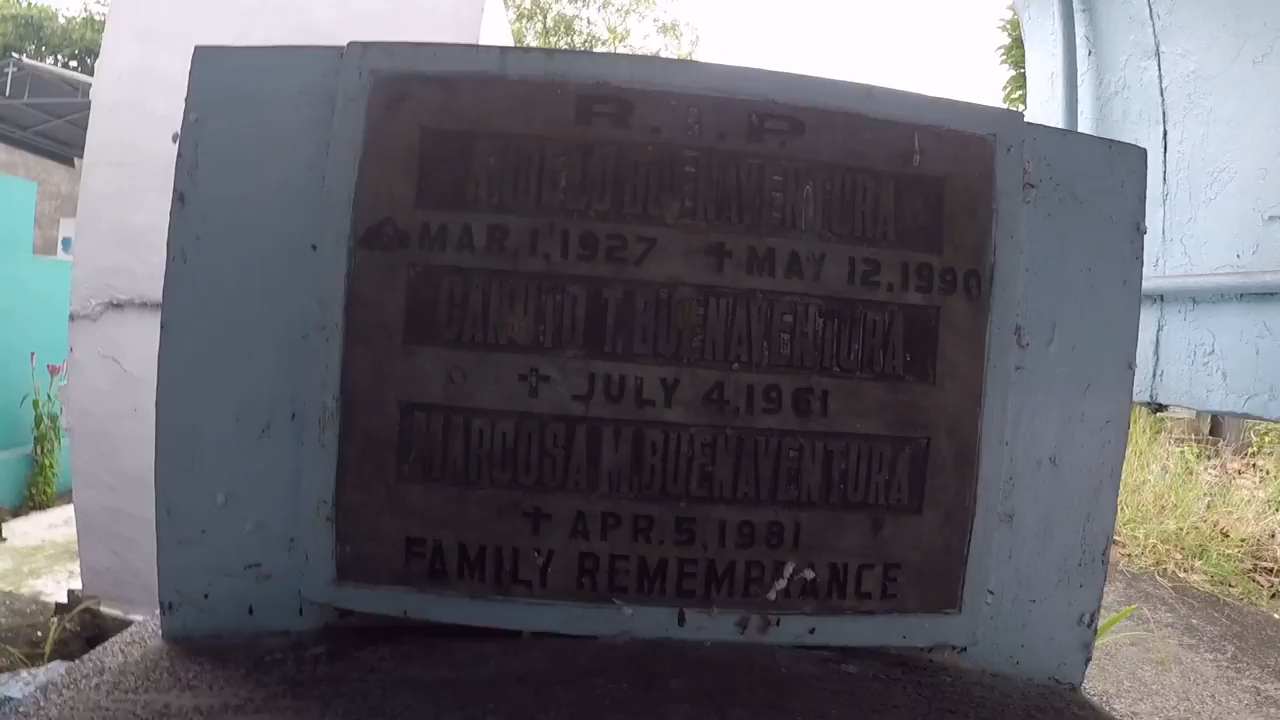 R.I.P.
BUENAVENTURA
MAR.1,1927 ✝ MAY 12,1990
CANUTO T. BUENAVENTURA
✝ JULY 4,1961
MARCOSA M. BUENAVENTURA
✝ APR.5,1981
FAMILY REMEMBRANCE